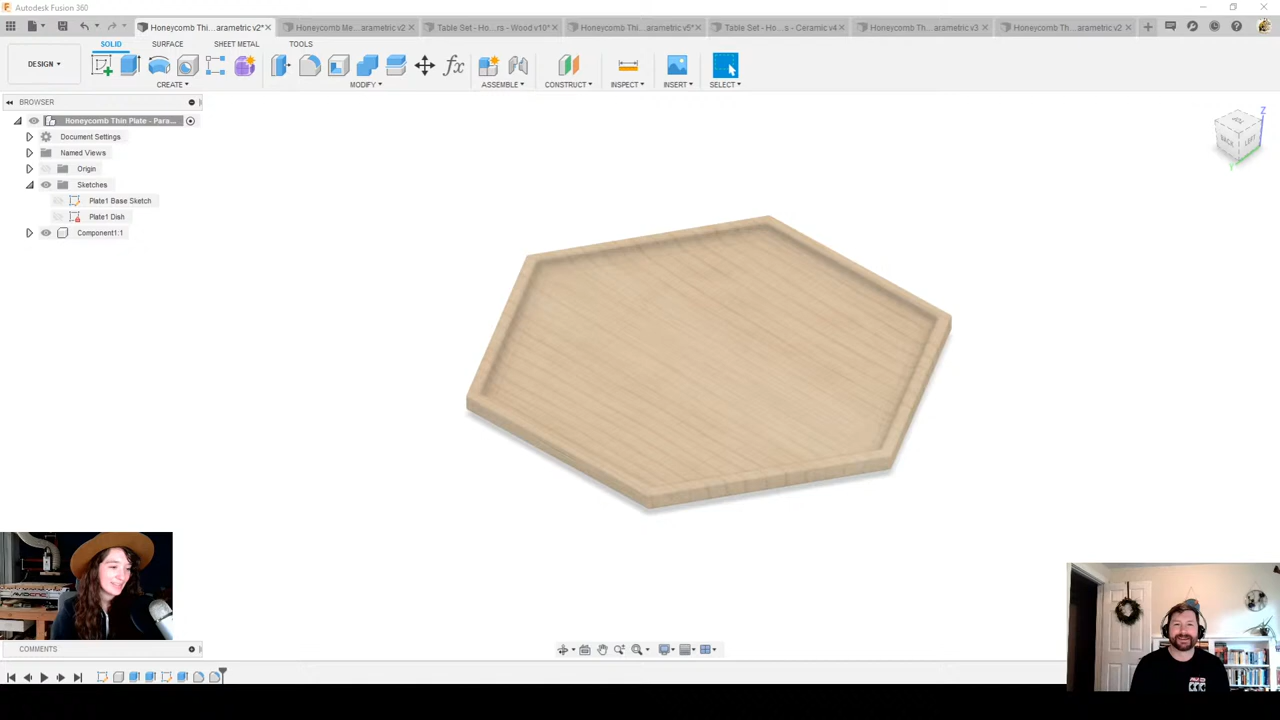 Autodesk Fusion 360
Honeycomb Thi...arametric v2*
Honeycomb Me...arametric v2
Table Set - Ho...rs - Wood v10*
Honeycomb Thi...arametric v5*
Table Set - Ho...s - Ceramic v4
Honeycomb Th...arametric v3
Honeycomb Th...arametric v2
SOLID SURFACE SHEET METAL TOOLS
DESIGN
CREATE MODIFY ASSEMBLE CONSTRUCT INSPECT INSERT SELECT
BROWSER
Honeycomb Thin Plate - Para...
Document Settings
Named Views
Origin
Sketches
Plate1 Base Sketch
Plate1 Dish
Component1:1
Z
TOP
BACK LEFT
Y
COMMENTS